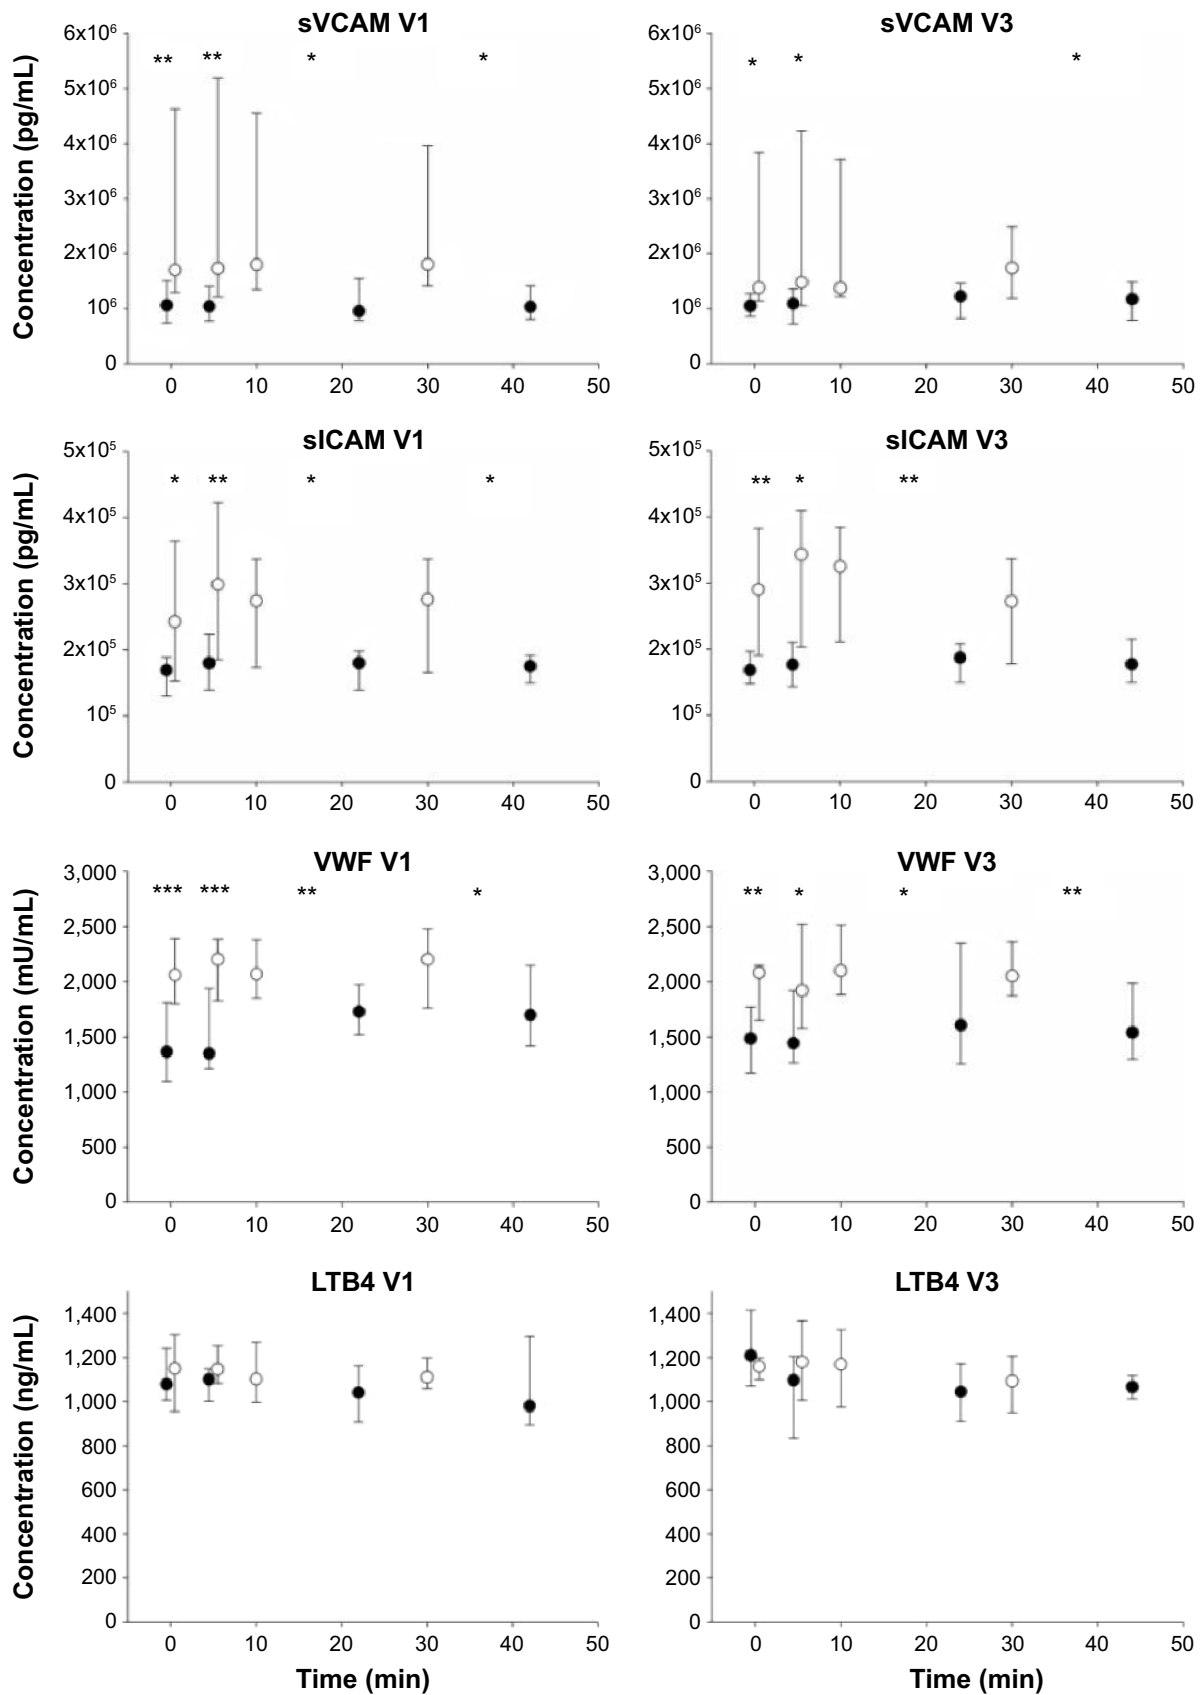 sVCAM V1
Concentration (pg/mL)
6x10⁶
5x10⁶
4x10⁶
3x10⁶
2x10⁶
10⁶
0
** ** * *
0 10 20 30 40 50
sVCAM V3
6x10⁶
5x10⁶
4x10⁶
3x10⁶
2x10⁶
10⁶
0
* * *
0 10 20 30 40 50
sICAM V1
Concentration (pg/mL)
5x10⁵
4x10⁵
3x10⁵
2x10⁵
10⁵
0
* ** * *
0 10 20 30 40 50
sICAM V3
5x10⁵
4x10⁵
3x10⁵
2x10⁵
10⁵
0
** * **
0 10 20 30 40 50
VWF V1
Concentration (mU/mL)
3,000
2,500
2,000
1,500
1,000
500
0
*** *** ** *
0 10 20 30 40 50
VWF V3
3,000
2,500
2,000
1,500
1,000
500
0
** * * **
0 10 20 30 40 50
LTB4 V1
Concentration (ng/mL)
1,400
1,200
1,000
800
600
400
200
0
0 10 20 30 40 50
Time (min)
LTB4 V3
1,400
1,200
1,000
800
600
400
200
0
0 10 20 30 40 50
Time (min)